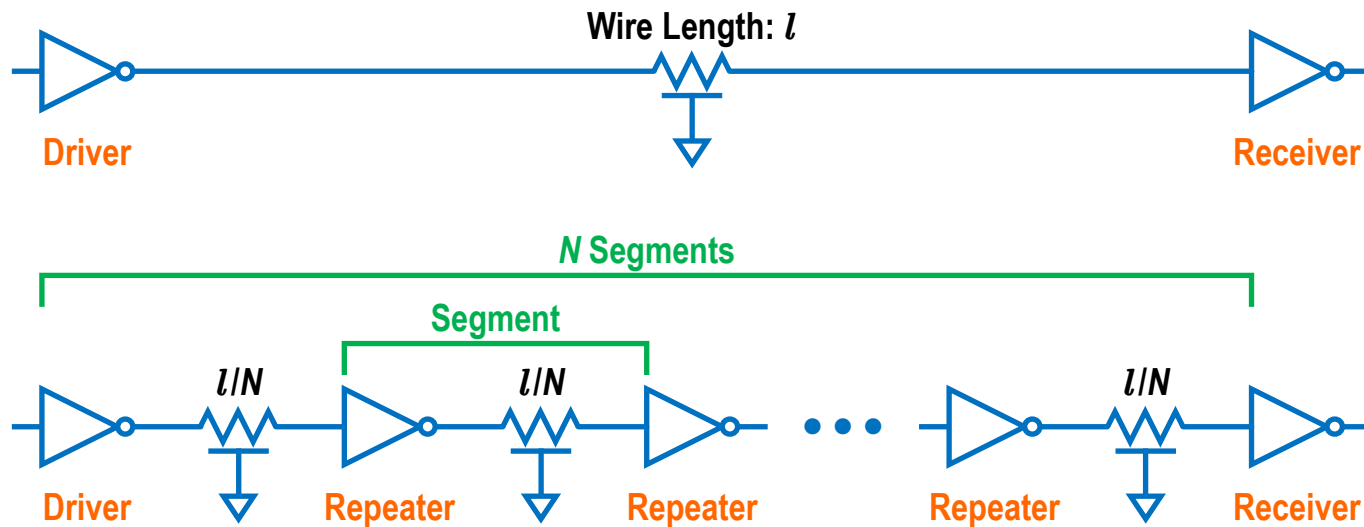 Wire Length: l
Driver
Receiver
N Segments
Segment
l/N
l/N
l/N
Driver
Repeater
Repeater
Repeater
Receiver